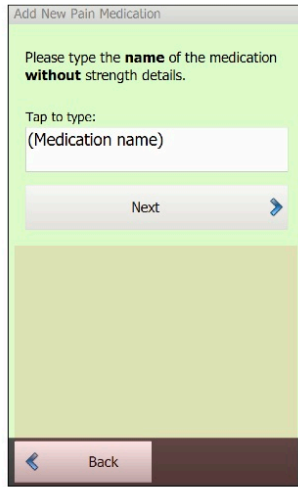 Add New Pain Medication
Please type the name of the medication
without strength details.
Tap to type:
(Medication name)
Next
Back